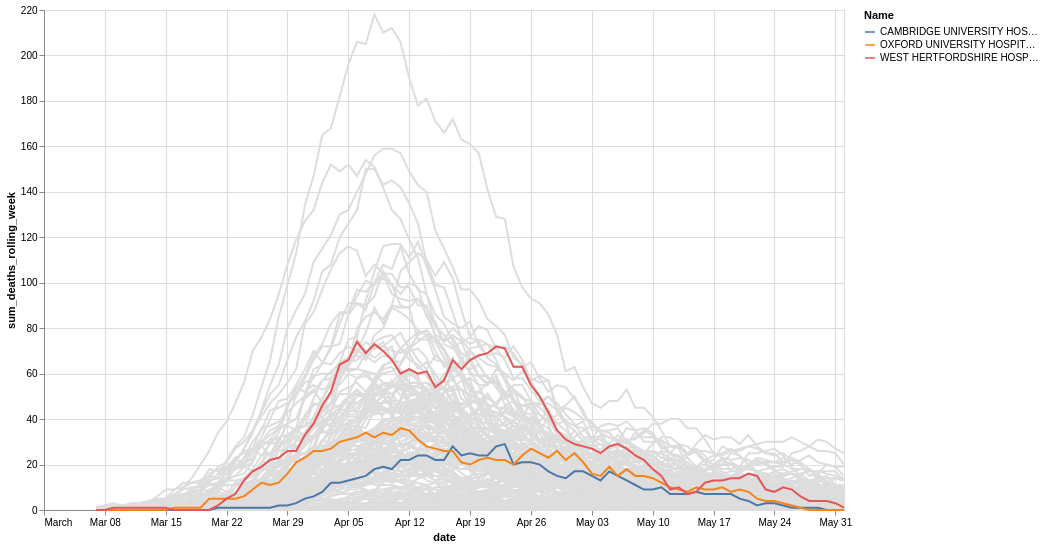 220
200
180
160
140
120
100
80
60
40
20
0
sum_deaths_rolling_week
March Mar 08 Mar 15 Mar 22 Mar 29 Apr 05 Apr 12 Apr 19 Apr 26 May 03 May 10 May 17 May 24 May 31
date
Name
CAMBRIDGE UNIVERSITY HOS…
OXFORD UNIVERSITY HOSPIT…
WEST HERTFORDSHIRE HOSP…